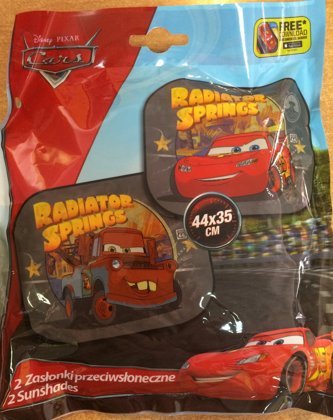 Disney PIXAR
Cars
FREE*
DOWNLOAD
RADIATOR
SPRINGS
RADIATOR
SPRINGS
44x35
CM
2 Zasłonki przeciwsłoneczne
2 Sunshades